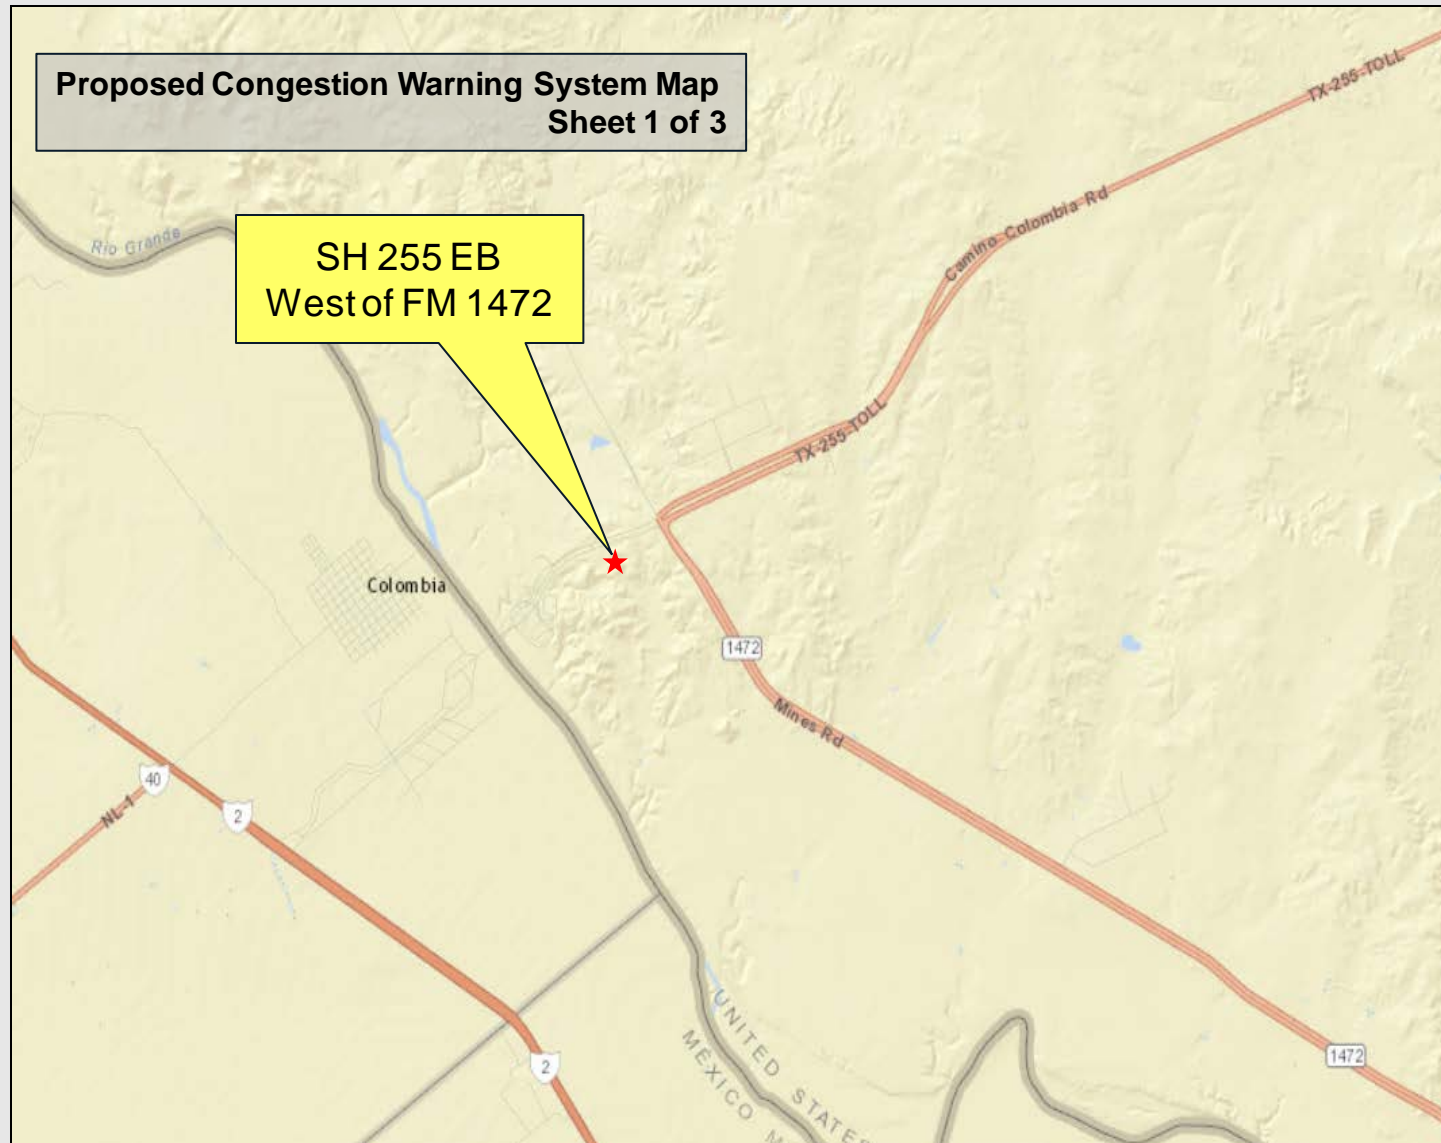 Proposed Congestion Warning System Map
Sheet 1 of 3
TX-255-TOLL
Camino Colombia Rd
Rio Grande
SH 255 EB
West of FM 1472
TX-255-TOLL
Colombia
1472
Mines Rd
40
NL-1
2
UNITED STATES
MÉXICO
2
1472